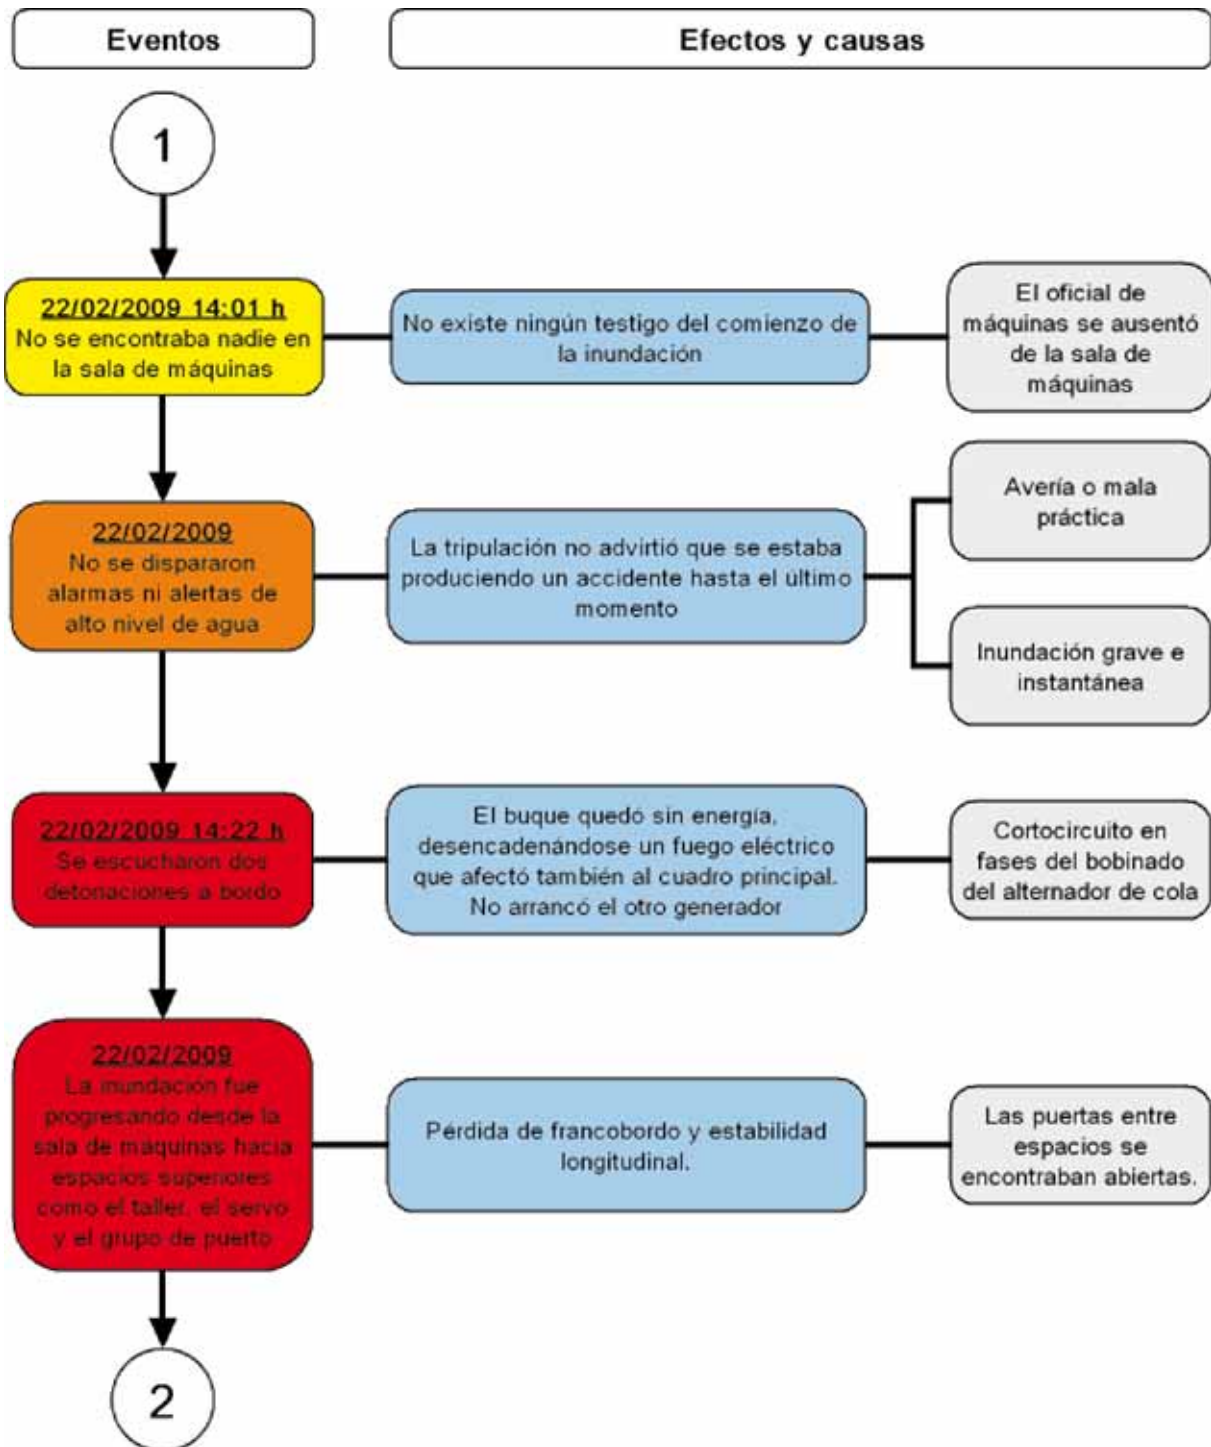 Eventos
Efectos y causas
1
22/02/2009 14:01 h
No se encontraba nadie en
la sala de máquinas
No existe ningún testigo del comienzo de
la inundación
El oficial de
máquinas se ausentó
de la sala de
máquinas
22/02/2009
No se dispararon
alarmas ni alertas de
alto nivel de agua
La tripulación no advirtió que se estaba
produciendo un accidente hasta el último
momento
Avería o mala
práctica
Inundación grave e
instantánea
22/02/2009 14:22 h
Se escucharon dos
detonaciones a bordo
El buque quedó sin energía,
desencadenándose un fuego eléctrico
que afectó también al cuadro principal.
No arrancó el otro generador
Cortocircuito en
fases del bobinado
del alternador de cola
22/02/2009
La inundación fue
progresando desde la
sala de máquinas hacia
espacios superiores
como el taller, el servo
y el grupo de puerto
Pérdida de francobordo y estabilidad
longitudinal.
Las puertas entre
espacios se
encontraban abiertas.
2